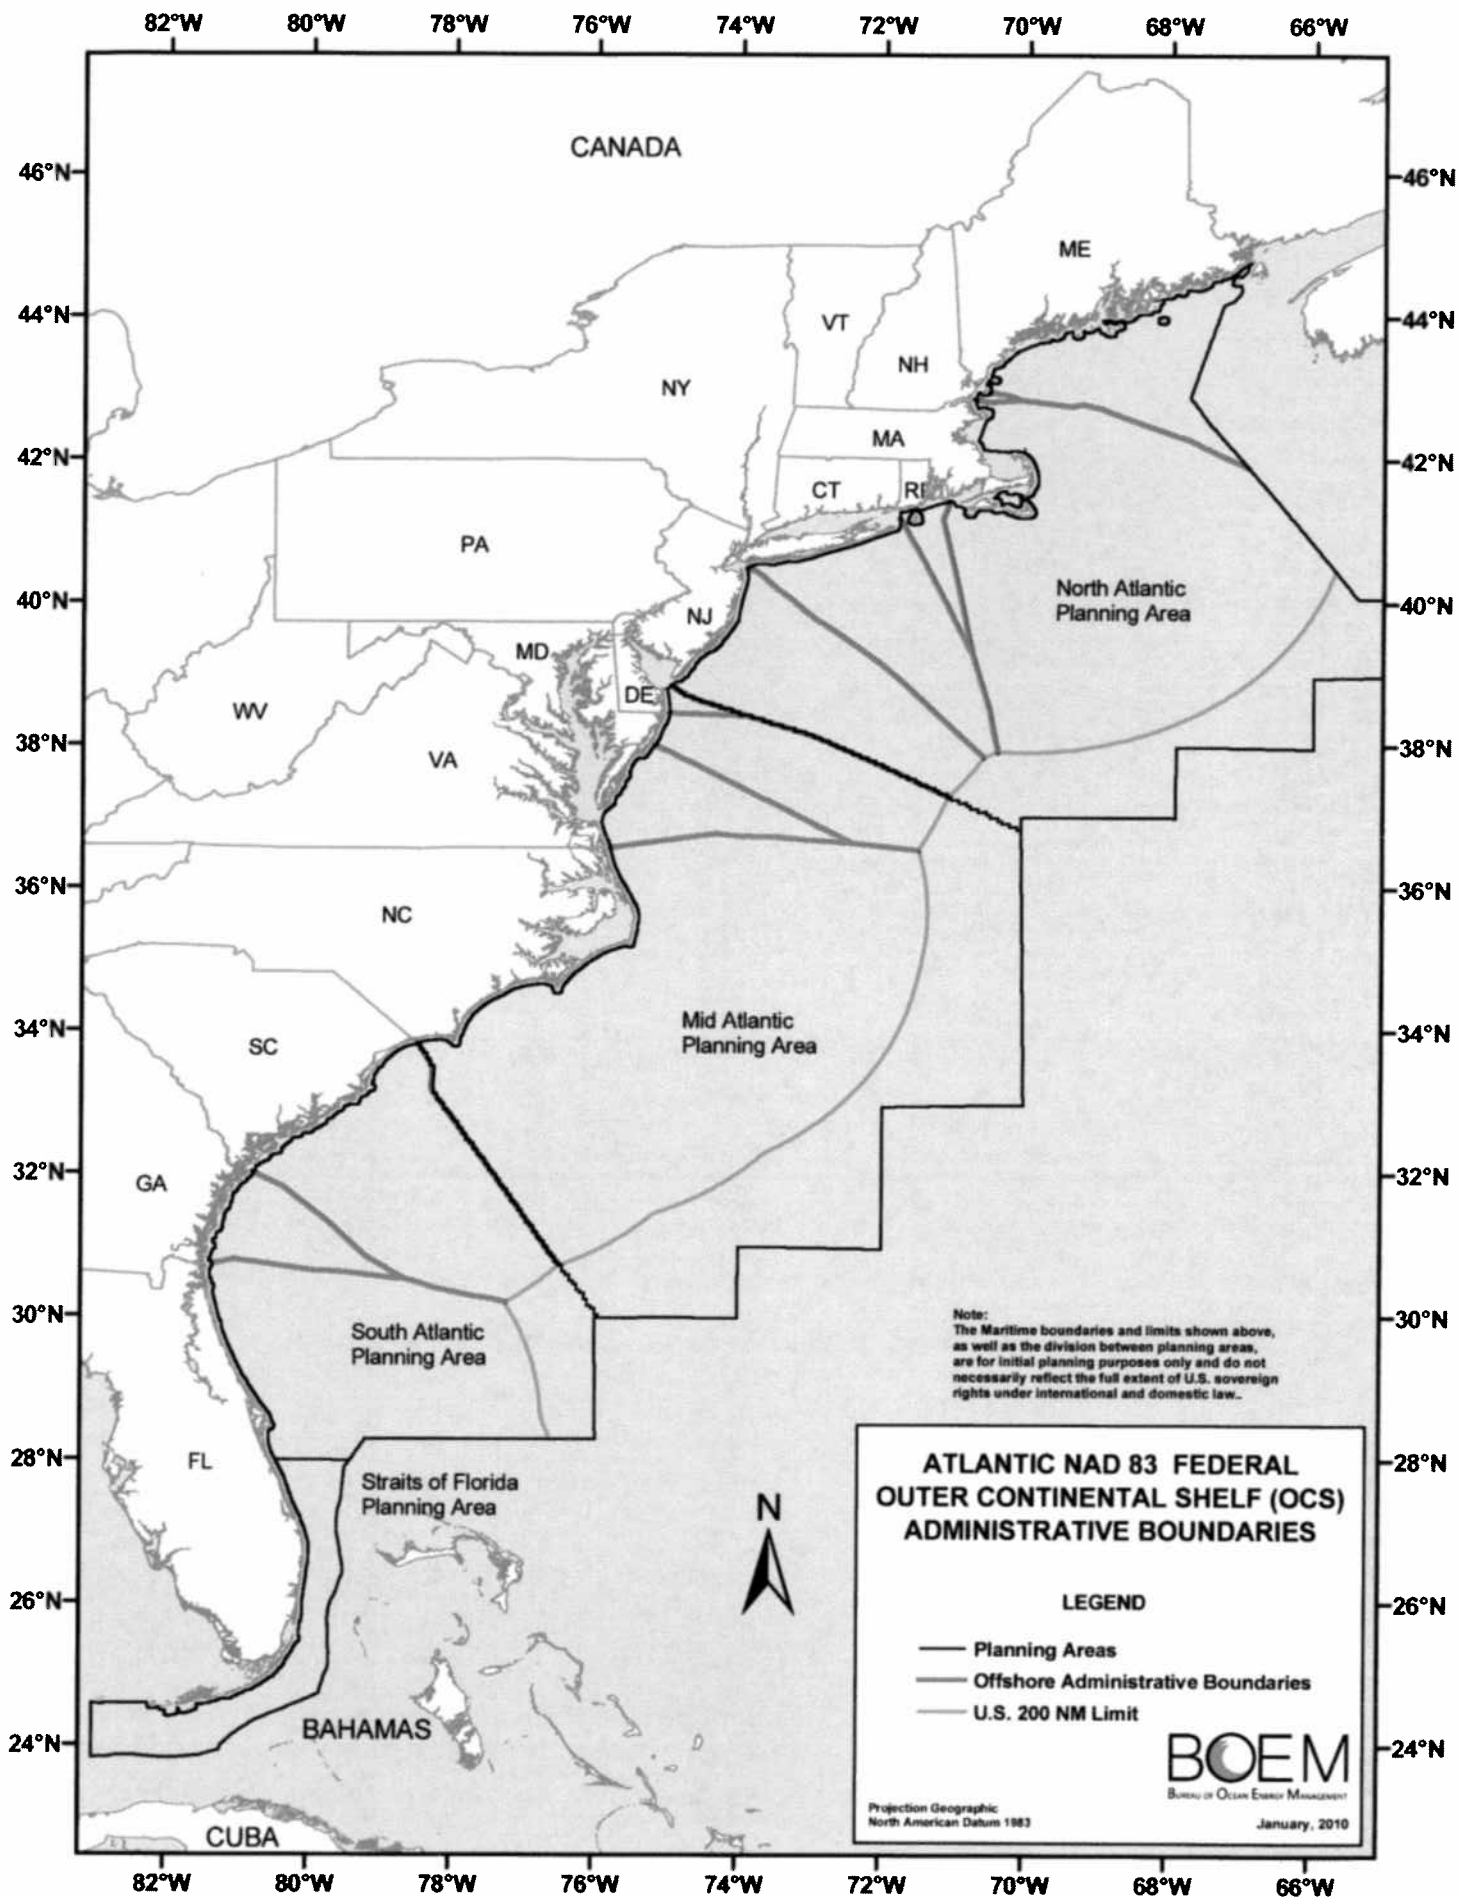 82°W 80°W 78°W 76°W 74°W 72°W 70°W 68°W 66°W
CANADA
46°N 46°N
ME
44°N 44°N
VT
NH
NY
MA
42°N 42°N
CT RI
PA
North Atlantic
Planning Area
40°N 40°N
NJ
MD
DE
WV
38°N 38°N
VA
36°N 36°N
NC
Mid Atlantic
Planning Area
34°N 34°N
SC
32°N 32°N
GA
30°N 30°N
South Atlantic
Planning Area
Note:
The Maritime boundaries and limits shown above,
as well as the division between planning areas,
are for initial planning purposes only and do not
necessarily reflect the full extent of U.S. sovereign
rights under international and domestic law..
28°N 28°N
FL
Straits of Florida
Planning Area
N
ATLANTIC NAD 83 FEDERAL
OUTER CONTINENTAL SHELF (OCS)
ADMINISTRATIVE BOUNDARIES
26°N 26°N
LEGEND
Planning Areas
Offshore Administrative Boundaries
U.S. 200 NM Limit
BAHAMAS
24°N 24°N
BOEM
BUREAU OF OCEAN ENERGY MANAGEMENT
Projection Geographic
North American Datum 1983
January, 2010
CUBA
82°W 80°W 78°W 76°W 74°W 72°W 70°W 68°W 66°W